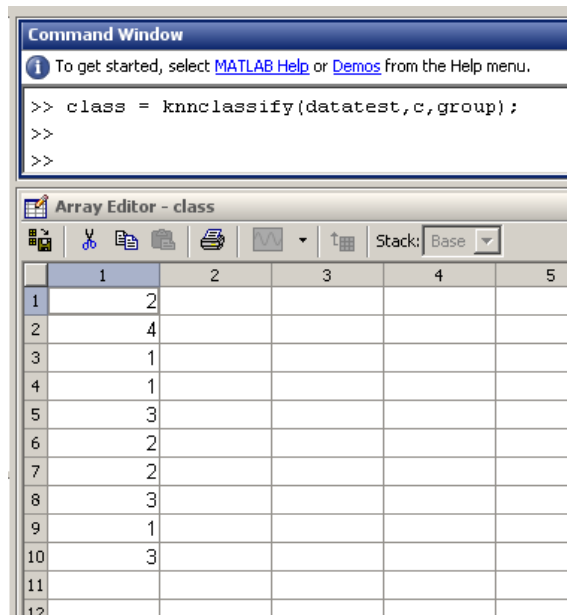 Command Window
To get started, select MATLAB Help or Demos from the Help menu.
>> class = knnclassify(datatest,c,group);
>>
>>
Array Editor - class
Stack: Base
1 2 3 4 5
1 2
2 4
3 1
4 1
5 3
6 2
7 2
8 3
9 1
10 3
11
12